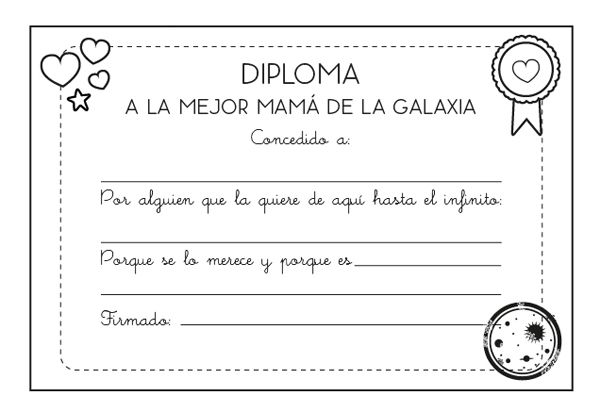 DIPLOMA
A LA MEJOR MAMÁ DE LA GALAXIA
Concedido a:
Por alguien que la quiere de aquí hasta el infinito:
Porque se lo merece y porque es
Firmado: